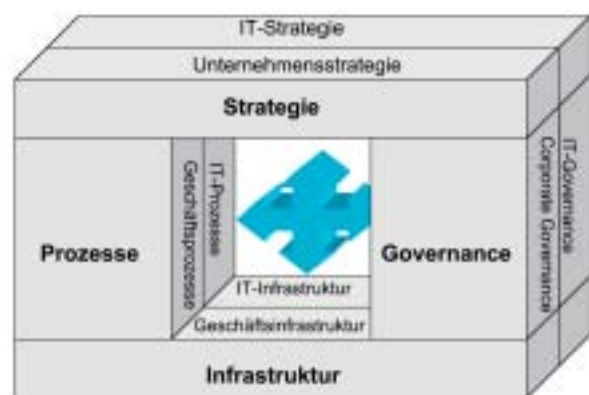 IT-Strategie
Unternehmensstrategie
Strategie
Prozesse
Geschäftsprozesse
IT-Prozesse
Governance
Corporate Governance
IT-Governance
IT-Infrastruktur
Geschäftsinfrastruktur
Infrastruktur